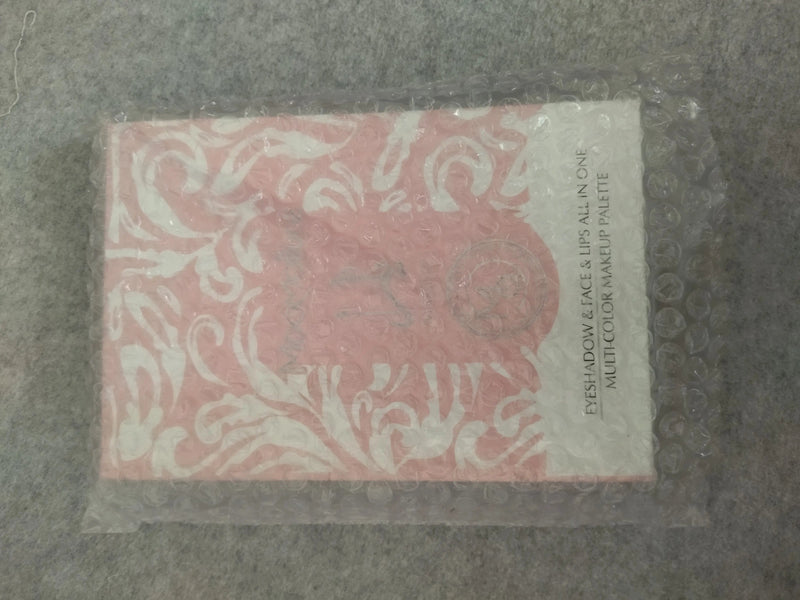 EYESHADOW & FACE & LIPS ALL IN ONE
MULTI-COLOR MAKEUP PALETTE